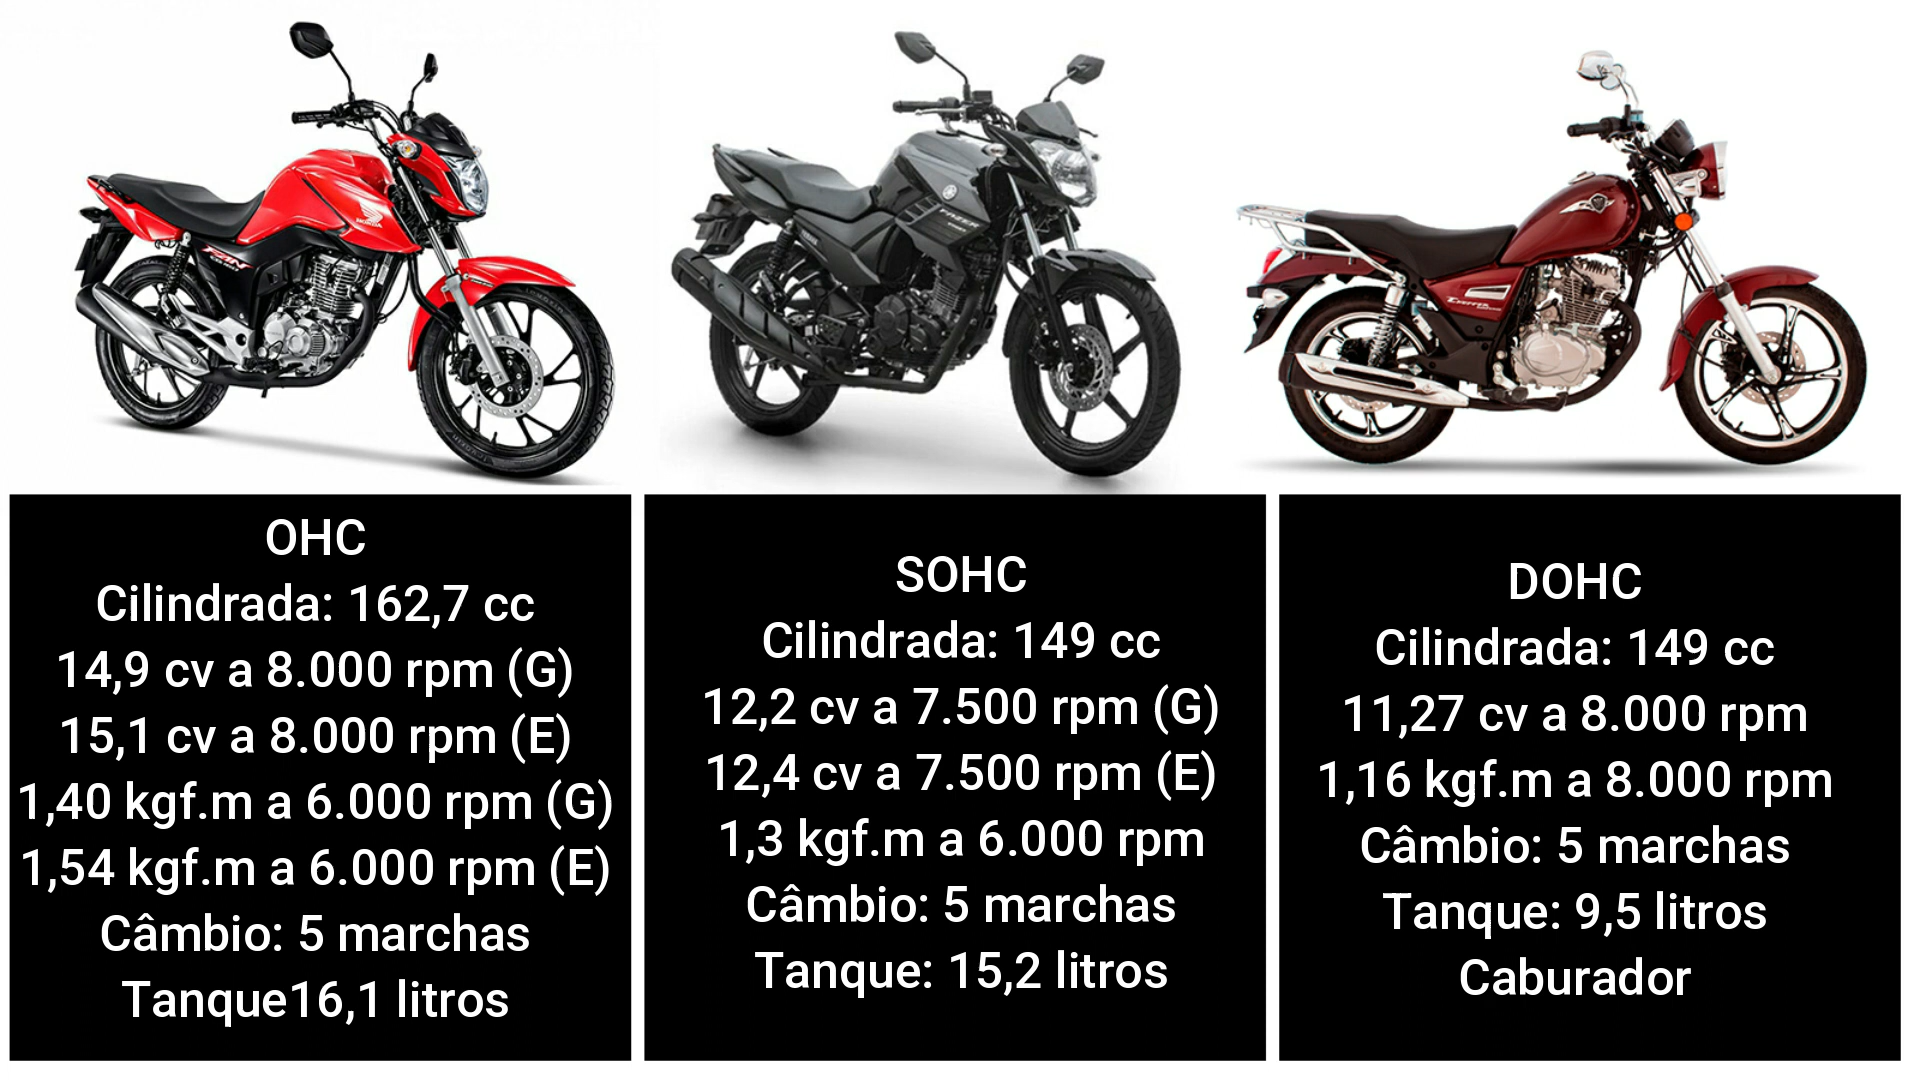 HONDA
FAN
FAZER
OHC
Cilindrada: 162,7 cc
14,9 cv a 8.000 rpm (G)
15,1 cv a 8.000 rpm (E)
1,40 kgf.m a 6.000 rpm (G)
1,54 kgf.m a 6.000 rpm (E)
Câmbio: 5 marchas
Tanque16,1 litros
SOHC
Cilindrada: 149 cc
12,2 cv a 7.500 rpm (G)
12,4 cv a 7.500 rpm (E)
1,3 kgf.m a 6.000 rpm
Câmbio: 5 marchas
Tanque: 15,2 litros
DOHC
Cilindrada: 149 cc
11,27 cv a 8.000 rpm
1,16 kgf.m a 8.000 rpm
Câmbio: 5 marchas
Tanque: 9,5 litros
Caburador